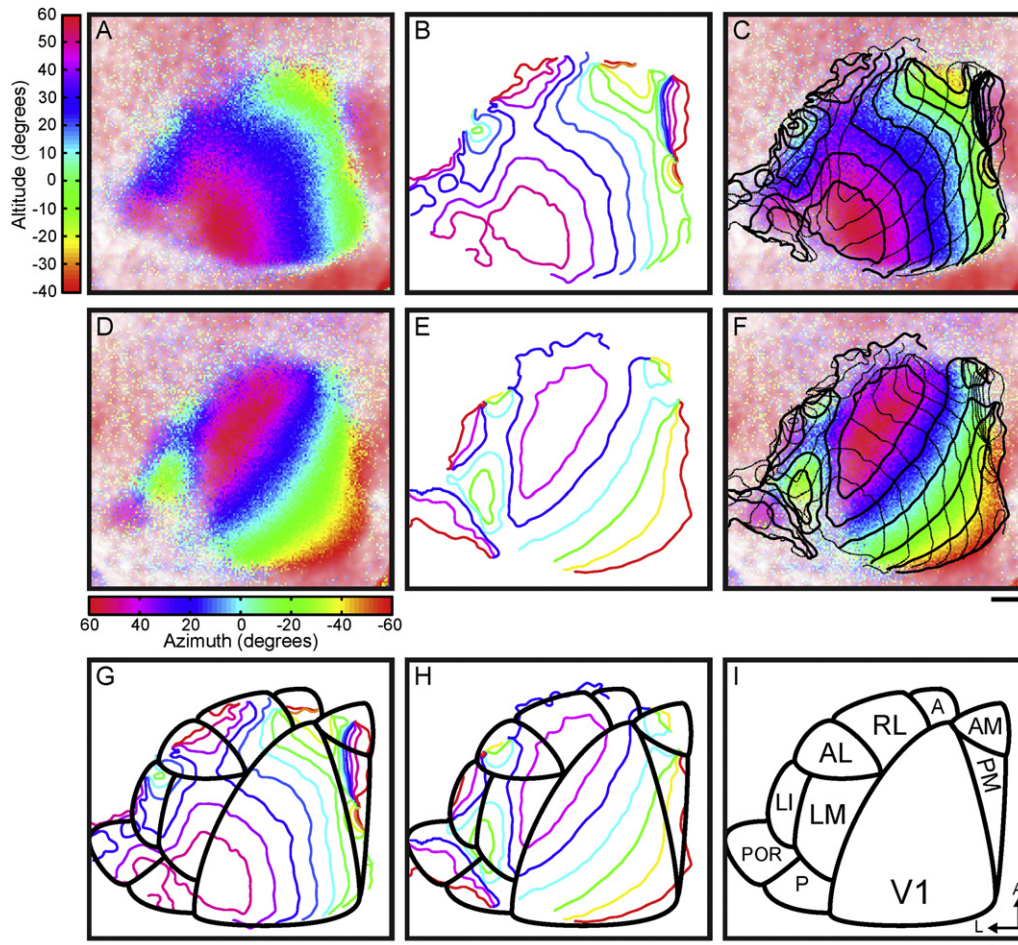 60
50
40
30
20
10
0
-10
-20
-30
-40
Altitude (degrees)
A
B
C
D
E
F
60 40 20 0 -20 -40 -60
Azimuth (degrees)
G
H
I
A
RL
AM
AL
PM
LI
LM
POR
P
V1
A
L